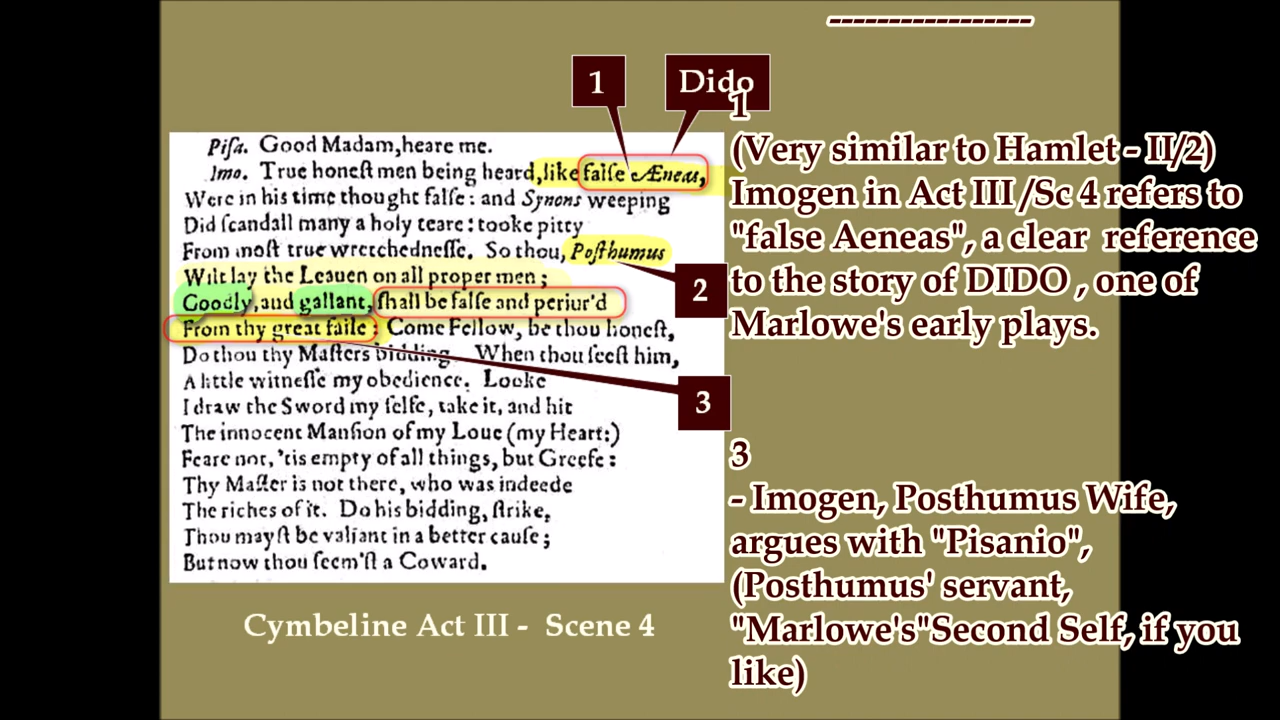 -----------------
1
Dido
Pisa. Good Madam, heare me.
Imo. True honeſt men being heard, like falſe Æneas,
Were in his time thought falſe : and Synons weeping
Did ſcandall many a holy teare : tooke pitty
From moſt true wretchedneſſe. So thou, Poſthumus
Wilt lay the Leauen on all proper men ;
Goodly, and gallant, ſhall be falſe and periur'd
From thy great faile : Come Fellow, be thou honeſt,
Do thou thy Maſters bidding. When thou ſeeſt him,
A little witneſſe my obedience. Looke
I draw the Sword my ſelfe, take it, and hit
The innocent Manſion of my Loue (my Heart:)
Feare not, 'tis empty of all things, but Greefe :
Thy Maſter is not there, who was indeede
The riches of it. Do his bidding, ſtrike,
Thou mayſt be valiant in a better cauſe ;
But now thou ſeem'ſt a Coward.
2
3
Cymbeline Act III - Scene 4
1
(Very similar to Hamlet - II/2)
Imogen in Act III /Sc 4 refers to
"false Aeneas", a clear reference
to the story of DIDO , one of
Marlowe's early plays.
3
- Imogen, Posthumus Wife,
argues with "Pisanio",
(Posthumus' servant,
"Marlowe's"Second Self, if you
like)